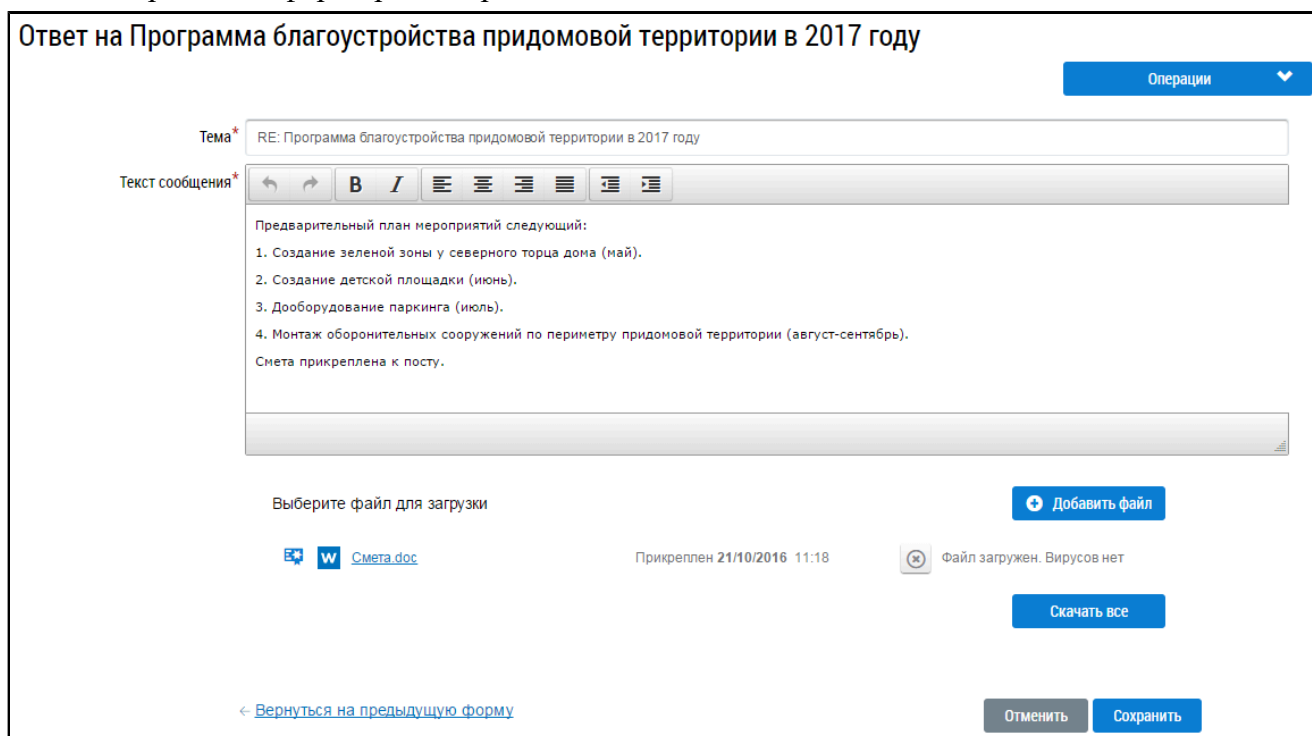 Ответ на Программа благоустройства придомовой территории в 2017 году
Операции
Тема*
RE: Программа благоустройства придомовой территории в 2017 году
Текст сообщения*
B I
Предварительный план мероприятий следующий:
1. Создание зеленой зоны у северного торца дома (май).
2. Создание детской площадки (июнь).
3. Дооборудование паркинга (июль).
4. Монтаж оборонительных сооружений по периметру придомовой территории (август-сентябрь).
Смета прикреплена к посту.
Выберите файл для загрузки
Добавить файл
W Смета.doc Прикреплен 21/10/2016 11:18 Файл загружен. Вирусов нет
Скачать все
← Вернуться на предыдущую форму
Отменить Сохранить